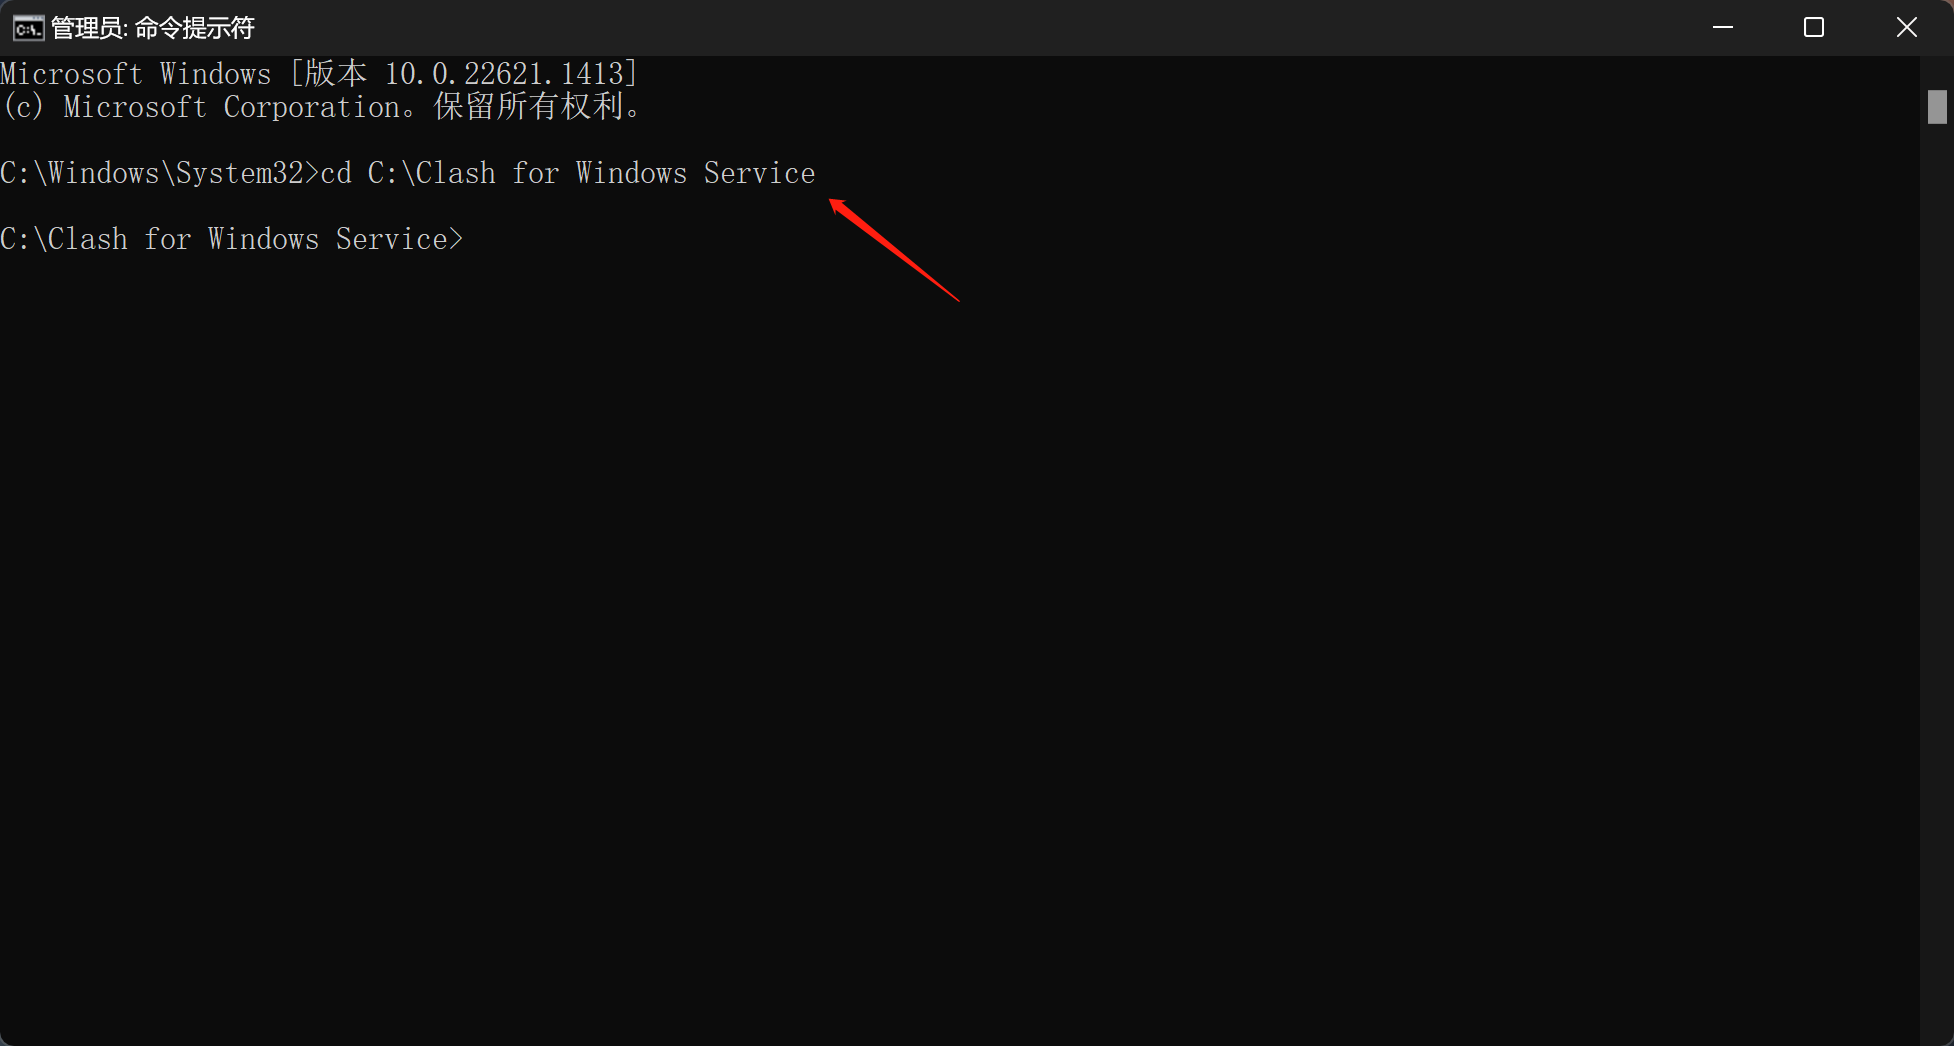 管理员: 命令提示符
Microsoft Windows [版本 10.0.22621.1413]
(c) Microsoft Corporation。保留所有权利。
C:\Windows\System32>cd C:\Clash for Windows Service
C:\Clash for Windows Service>